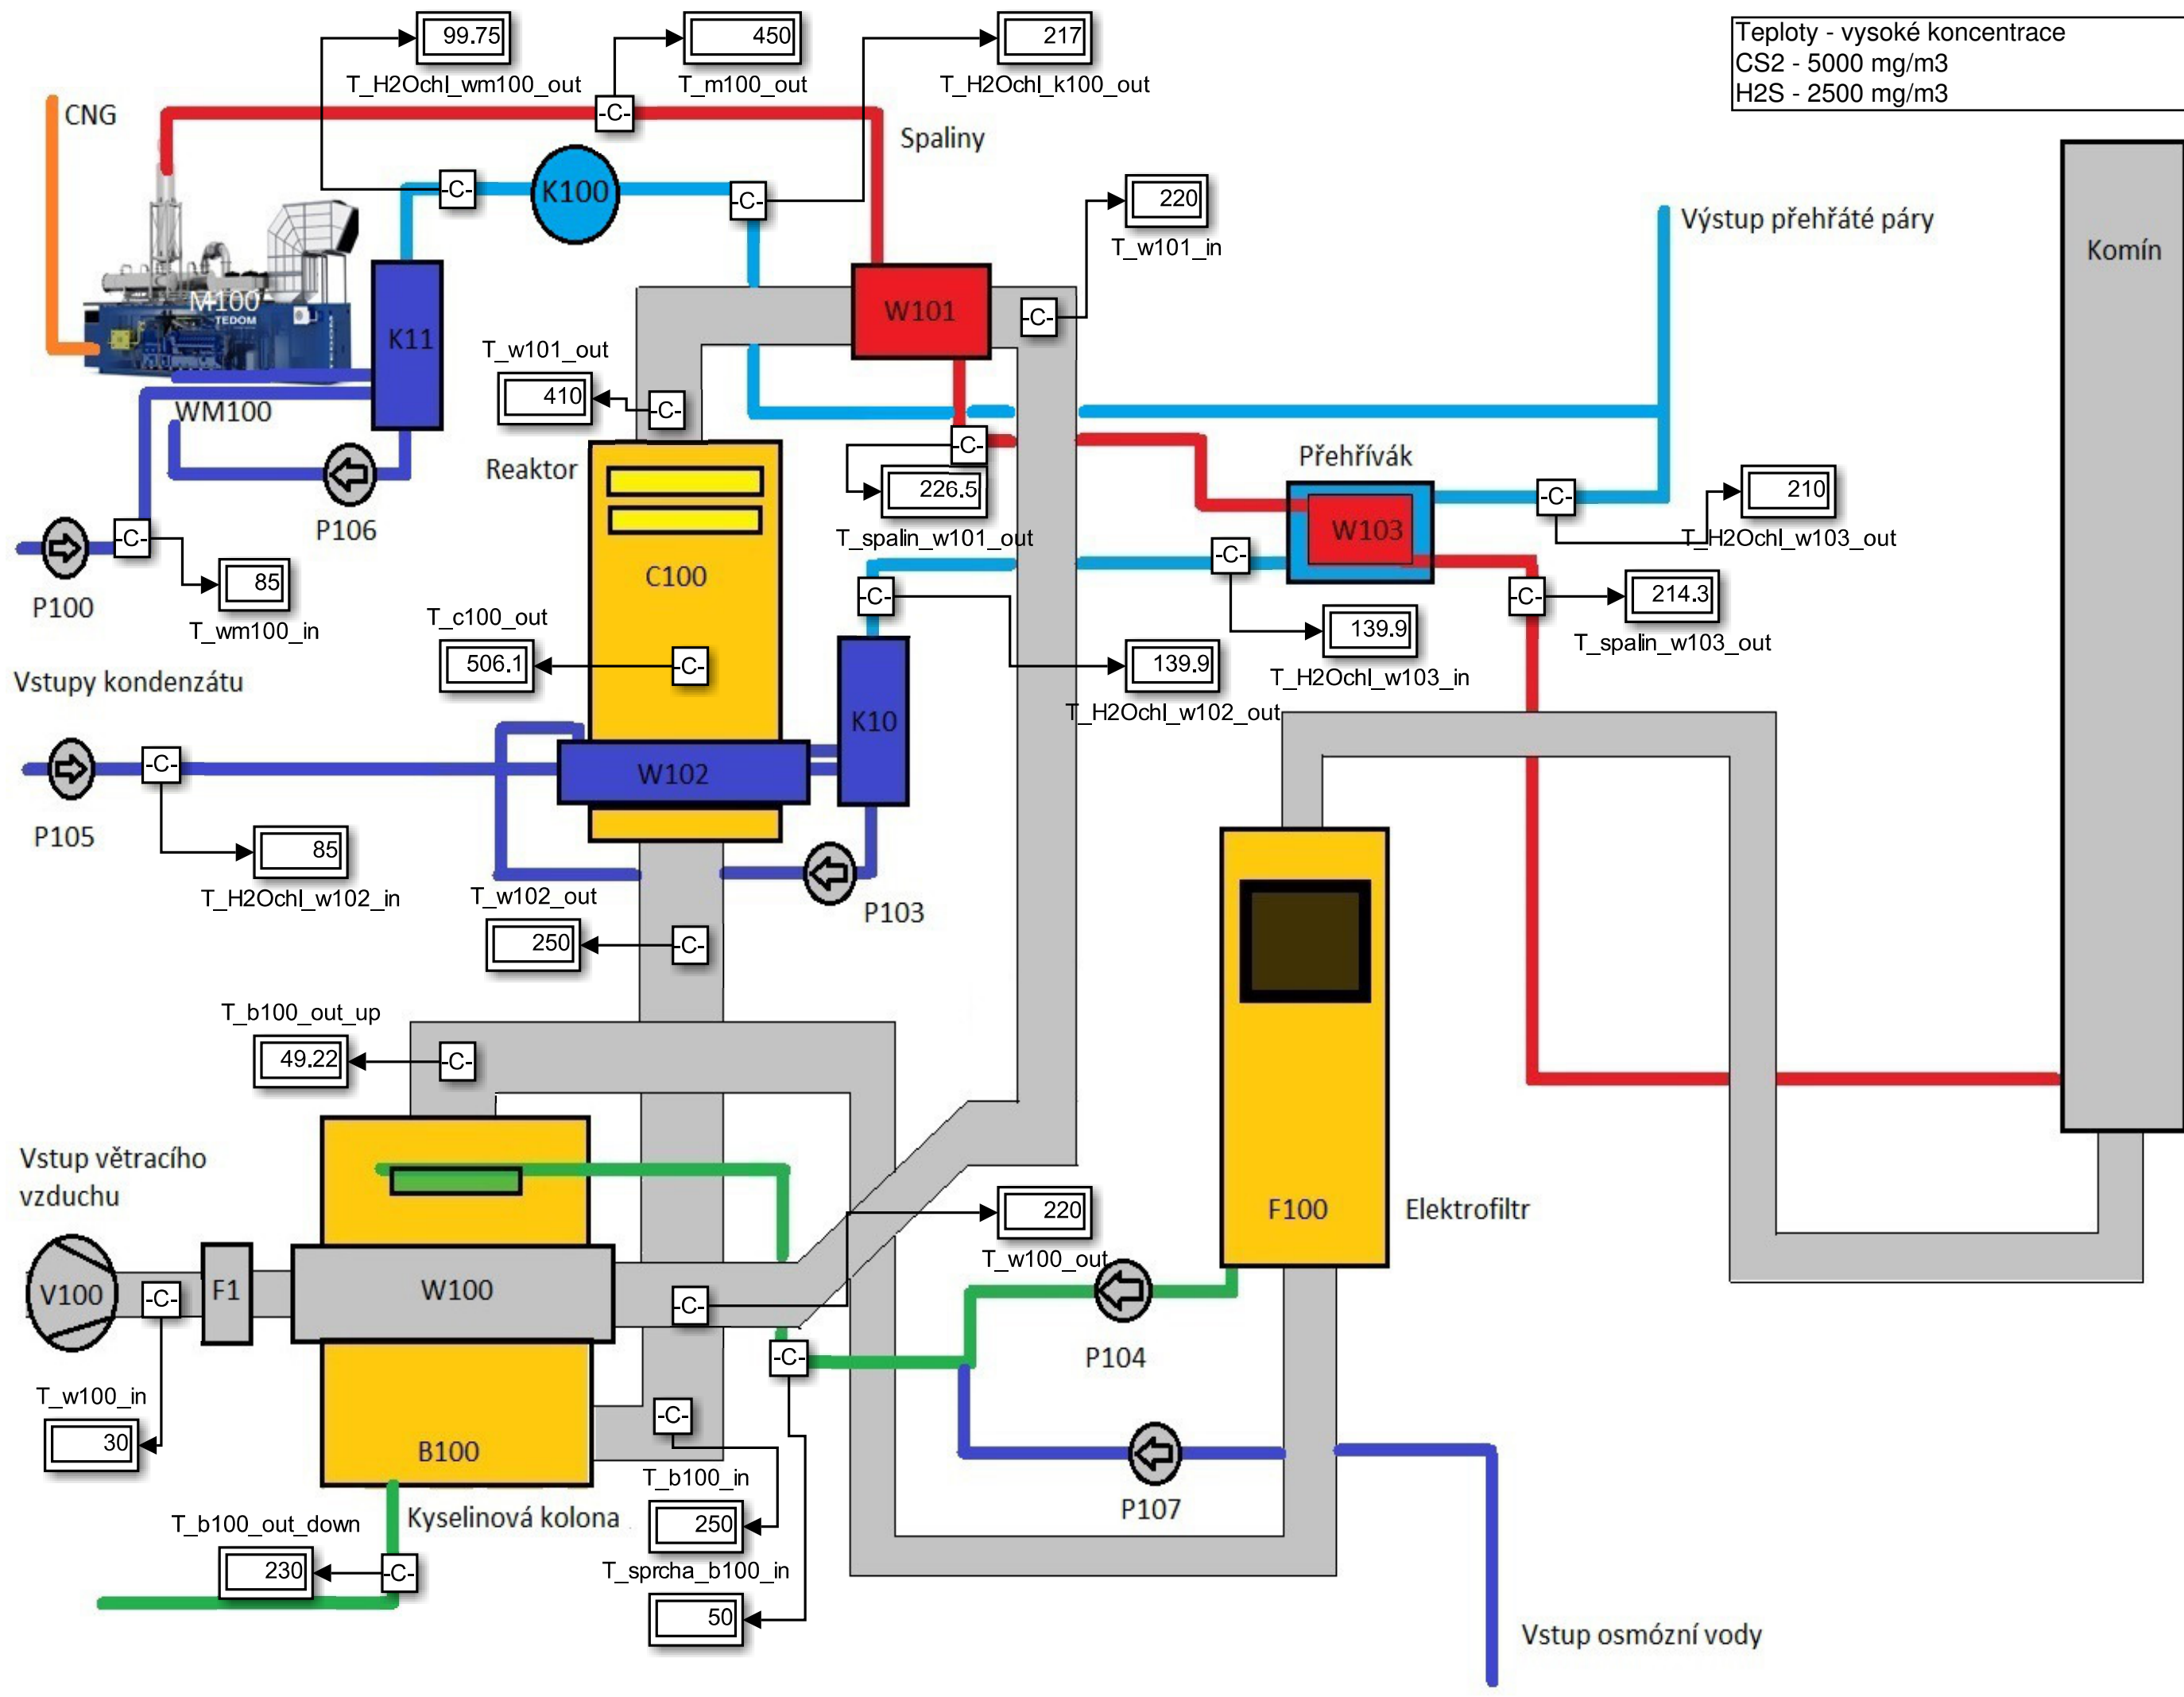 99.75
T_H2Ochl_wm100_out
450
T_m100_out
217
T_H2Ochl_k100_out
Teploty - vysoké koncentrace
CS2 - 5000 mg/m3
H2S - 2500 mg/m3
CNG
-C-
Spaliny
-C-
K100
-C-
220
T_w101_in
Výstup přehřáté páry
Komín
M100
TEDOM
K11
W101
-C-
T_w101_out
410
-C-
WM100
-C-
Reaktor
Přehřívák
226.5
T_spalin_w101_out
-C-
210
T_H2Ochl_w103_out
P106
W103
P100
-C-
85
T_wm100_in
C100
-C-
-C-
-C-
214.3
T_spalin_w103_out
T_c100_out
506.1
-C-
139.9
T_H2Ochl_w103_in
139.9
T_H2Ochl_w102_out
Vstupy kondenzátu
K10
-C-
W102
P105
85
T_H2Ochl_w102_in
T_w102_out
250
-C-
P103
T_b100_out_up
49.22
-C-
Vstup větracího
vzduchu
220
T_w100_out
F100
Elektrofiltr
V100
-C-
F1
W100
-C-
-C-
P104
T_w100_in
30
B100
-C-
T_b100_in
250
P107
T_b100_out_down
230
Kyselinová kolona
-C-
T_sprcha_b100_in
50
Vstup osmózní vody